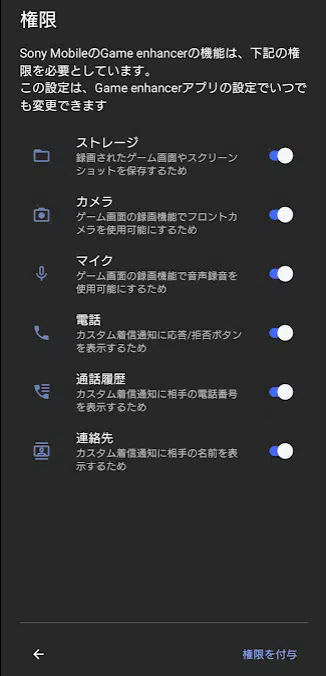 権限
Sony MobileのGame enhancerの機能は、下記の権
限を必要としています。
この設定は、Game enhancerアプリの設定でいつで
も変更できます
ストレージ
録画されたゲーム画面やスクリーン
ショットを保存するため
カメラ
ゲーム画面の録画機能でフロントカ
メラを使用可能にするため
マイク
ゲーム画面の録画機能で音声録音を
使用可能にするため
電話
カスタム着信通知に応答/拒否ボタン
を表示するため
通話履歴
カスタム着信通知に相手の電話番号
を表示するため
連絡先
カスタム着信通知に相手の名前を表
示するため
権限を付与